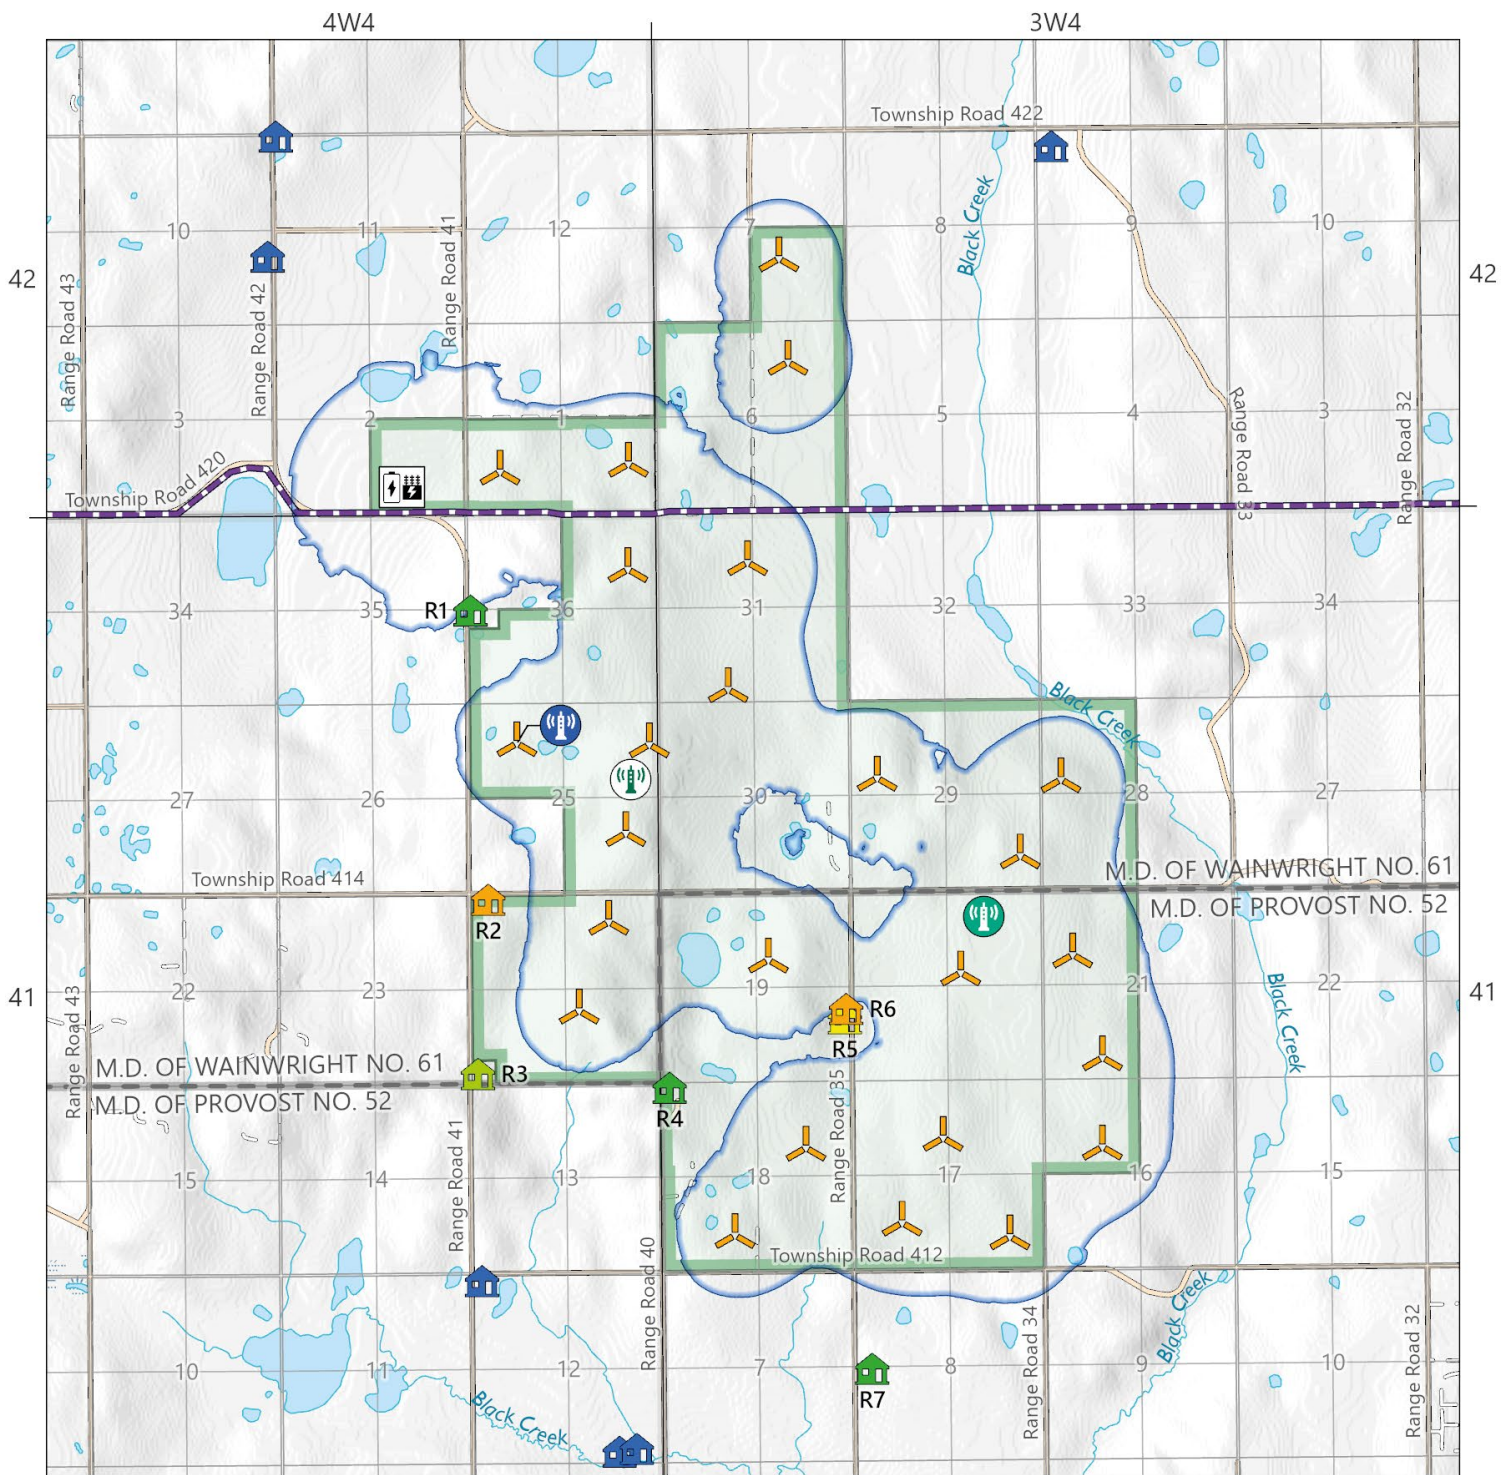 4W4 3W4
Township Road 422
Black Creek
10 11 12 7 8 9 10
Range Road 41
42 42
Range Road 43
Range Road 42
3 2 1 6 5 4 3
Range Road 33
Range Road 32
Township Road 420
34 35 R1 36 31 32 33 34
Black Creek
27 26 25 30 29 28 27
Township Road 414
M.D. OF WAINWRIGHT NO. 61
M.D. OF PROVOST NO. 52
R2
41 22 23 19 21 22 41
Range Road 43
Black Creek
R6
R5
M.D. OF WAINWRIGHT NO. 61
R3
M.D. OF PROVOST NO. 52
R4
Range Road 35
15 14 13 18 17 16 15
Range Road 41
Range Road 40
Township Road 412
Black Creek
Range Road 34
Range Road 32
10 11 12 7 8 9 10
R7
Black Creek